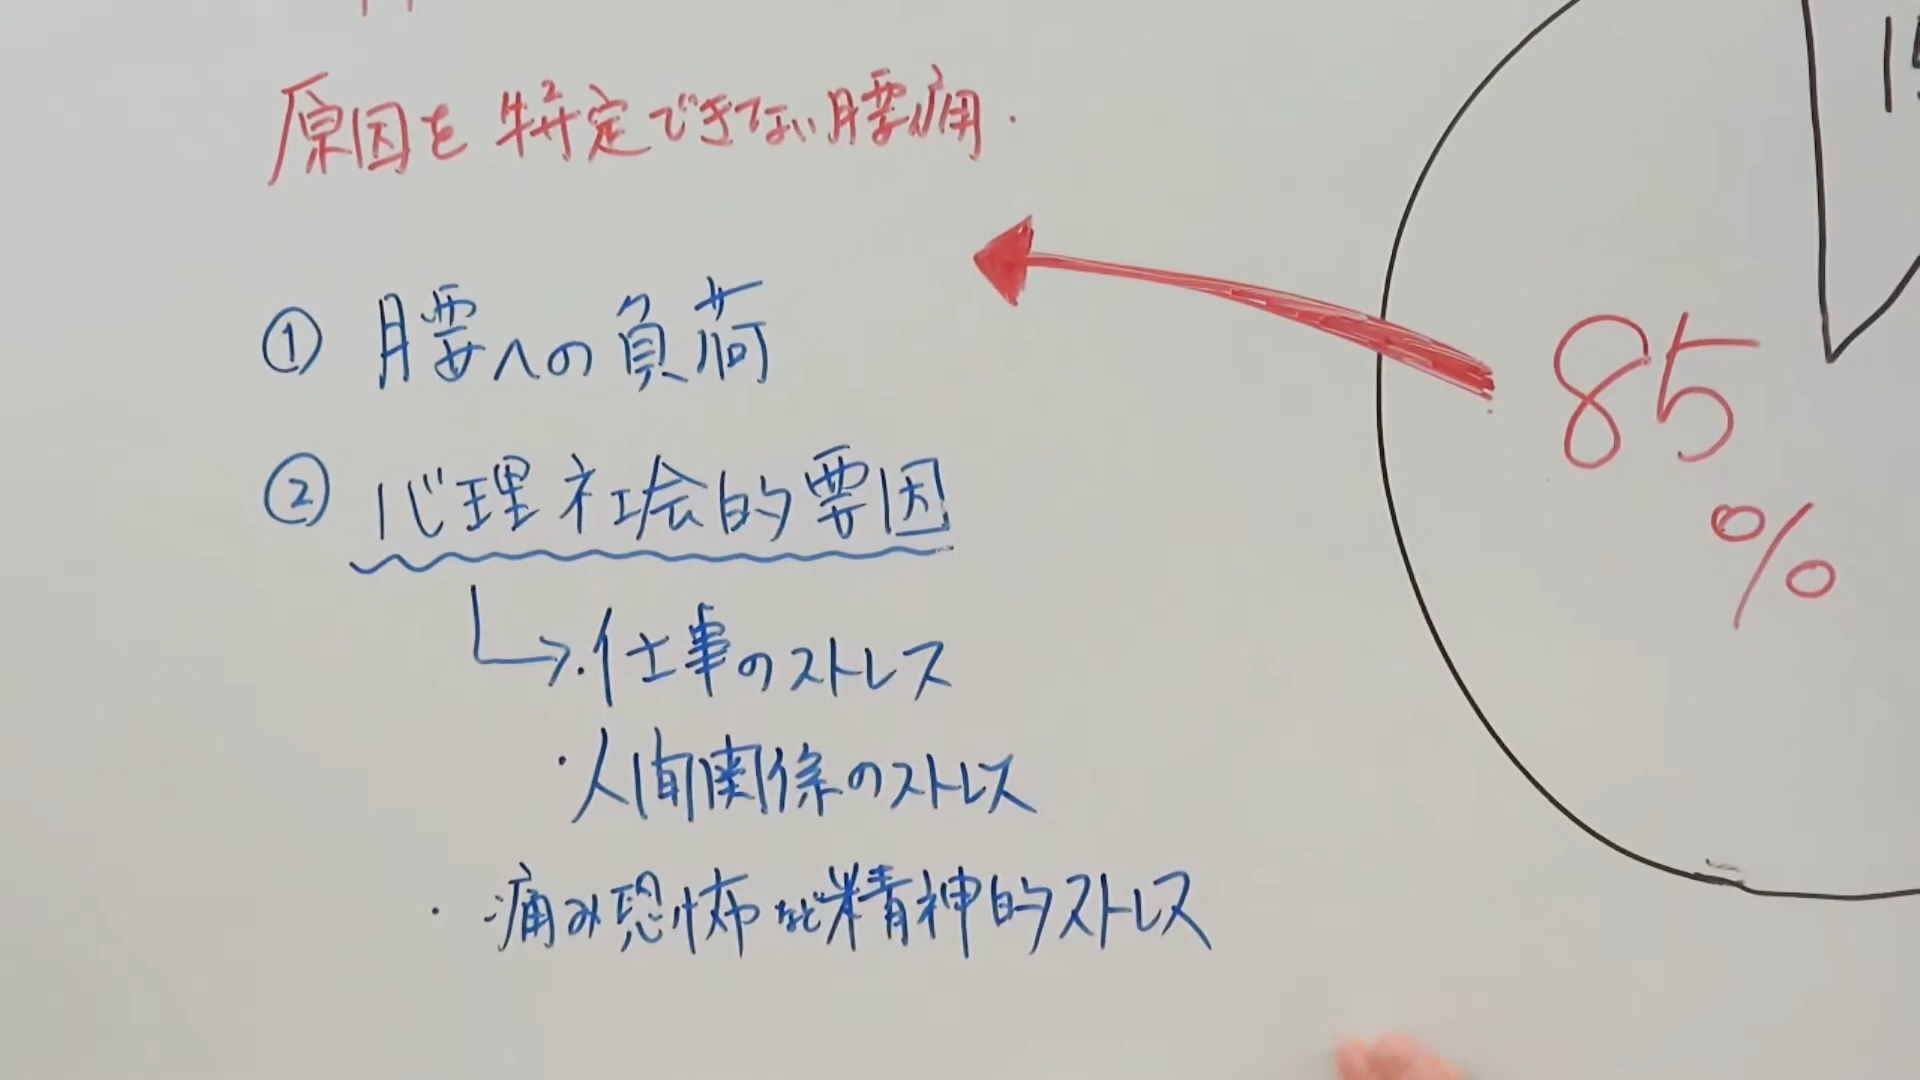 原因を特定できない腰痛.
① 腰への負荷
② 心理社会的要因
・仕事のストレス
・人間関係のストレス
・痛み恐怖など精神的ストレス
85
%